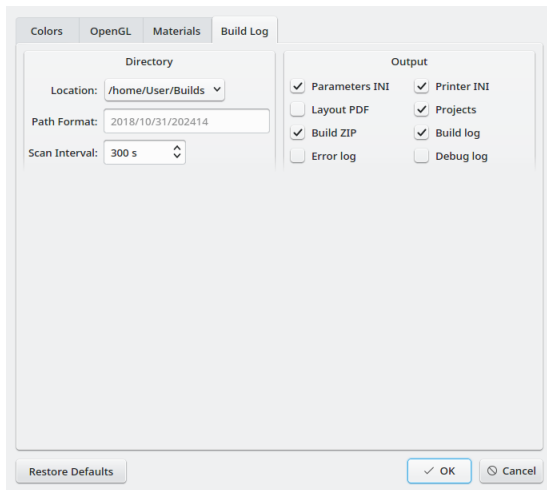 Colors OpenGL Materials Build Log
Directory
Location: /home/User/Builds
Path Format: 2018/10/31/202414
Scan Interval: 300 s
Output
Parameters INI Printer INI
Layout PDF Projects
Build ZIP Build log
Error log Debug log
Restore Defaults OK Cancel